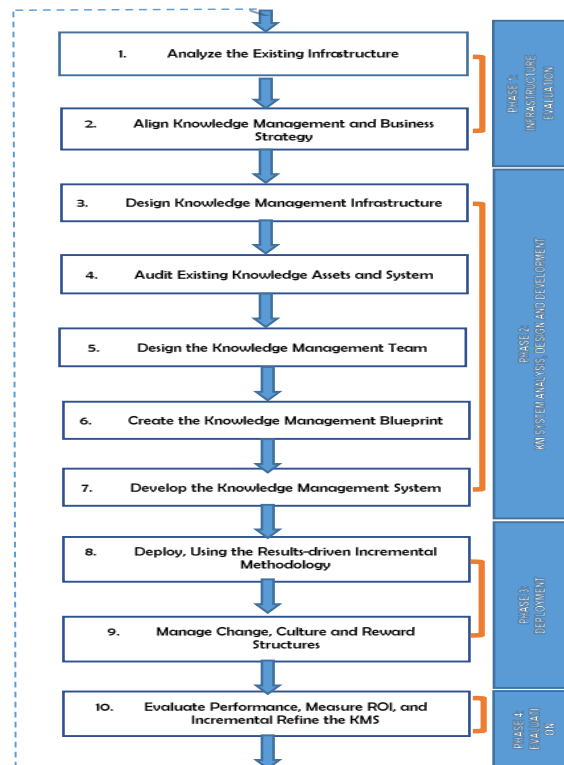 1. Analyze the Existing Infrastructure
2. Align Knowledge Management and Business
Strategy
PHASE 1:
INFRASTRUCTURE
EVALUATION
3. Design Knowledge Management Infrastructure
4. Audit Existing Knowledge Assets and System
5. Design the Knowledge Management Team
6. Create the Knowledge Management Blueprint
7. Develop the Knowledge Management System
PHASE 2:
KM SYSTEM ANALYSIS, DESIGN AND DEVELOPMENT
8. Deploy, Using the Results-driven Incremental
Methodology
9. Manage Change, Culture and Reward
Structures
PHASE 3:
DEPLOYMENT
10. Evaluate Performance, Measure ROI, and
Incremental Refine the KMS
PHASE 4:
EVALUATI
ON